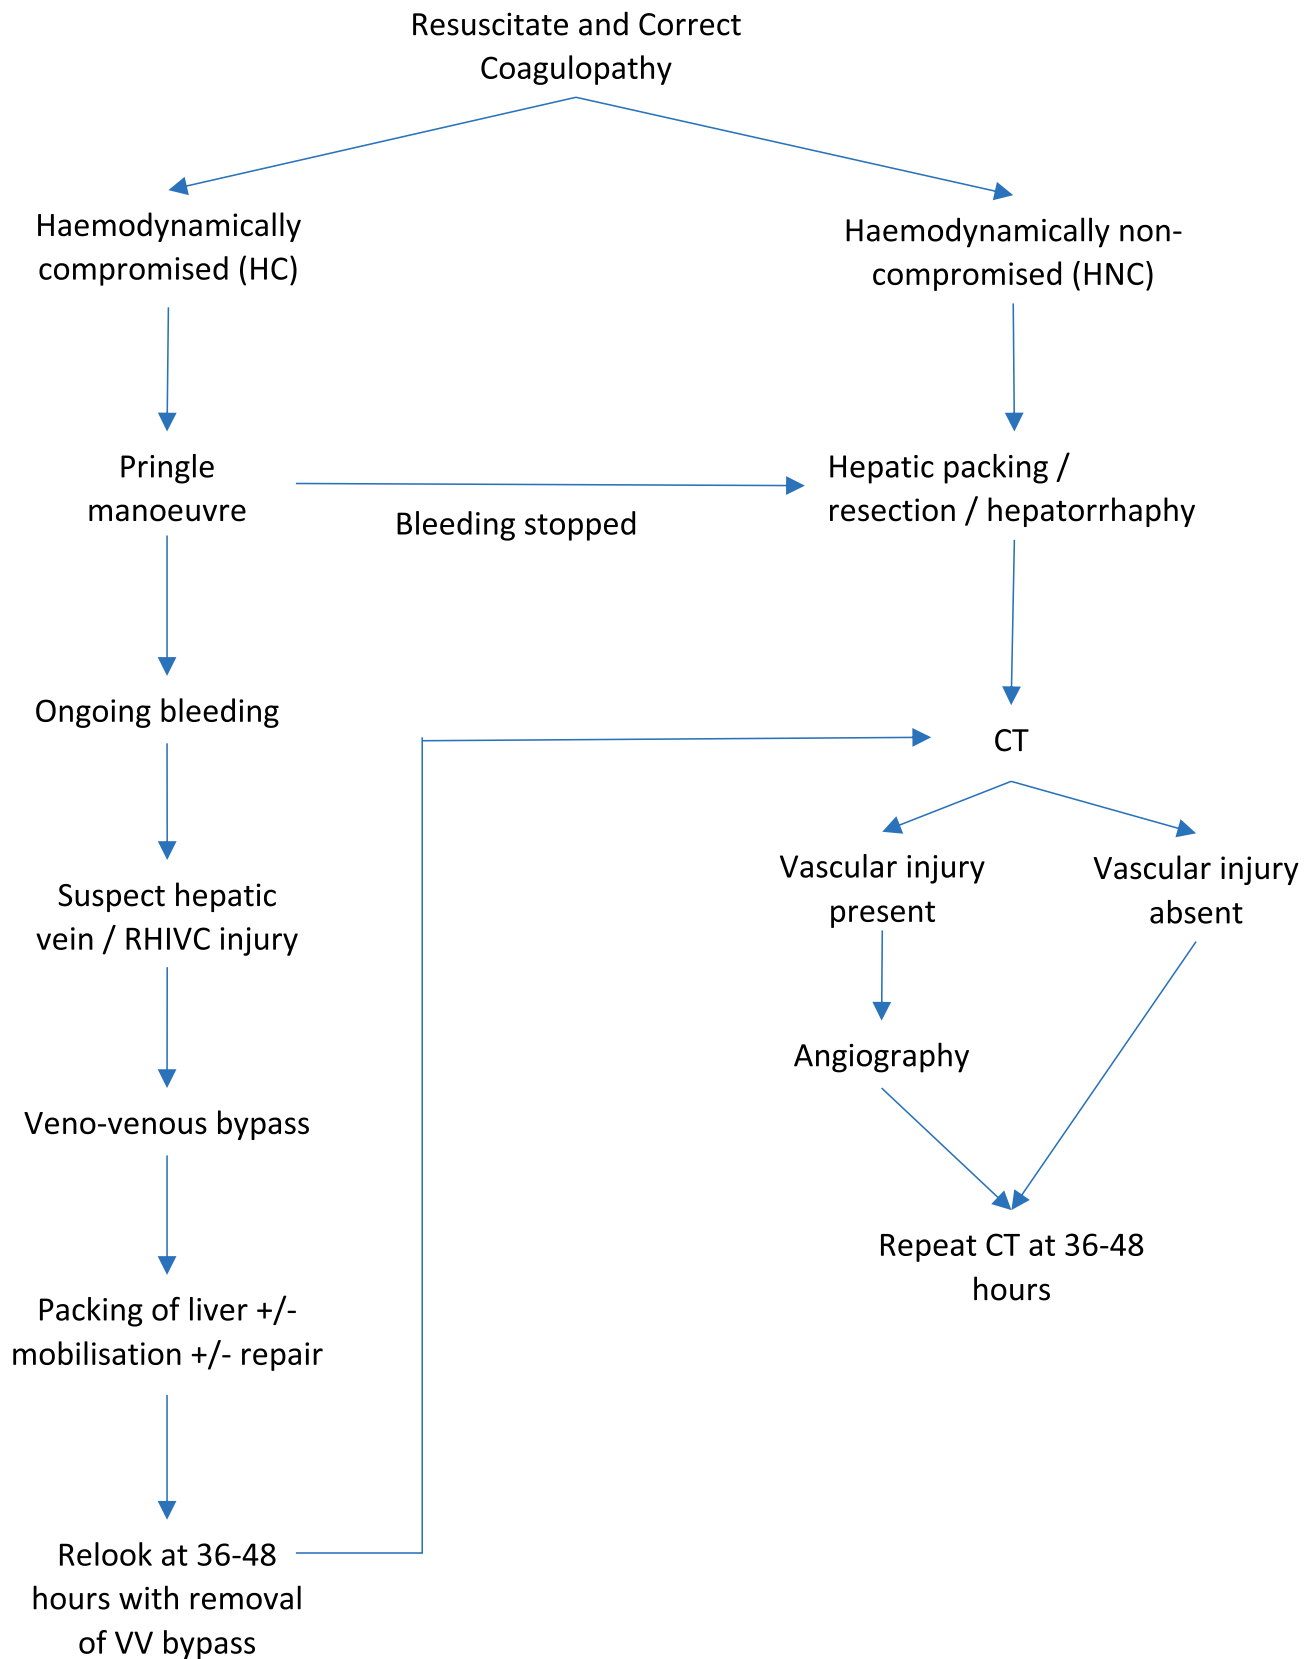 Resuscitate and Correct
Coagulopathy
Haemodynamically
compromised (HC)
Haemodynamically non-
compromised (HNC)
Pringle
manoeuvre
Bleeding stopped
Hepatic packing /
resection / hepatorrhaphy
Ongoing bleeding
CT
Suspect hepatic
vein / RHIVC injury
Vascular injury
present
Vascular injury
absent
Angiography
Veno-venous bypass
Repeat CT at 36-48
hours
Packing of liver +/-
mobilisation +/- repair
Relook at 36-48
hours with removal
of VV bypass